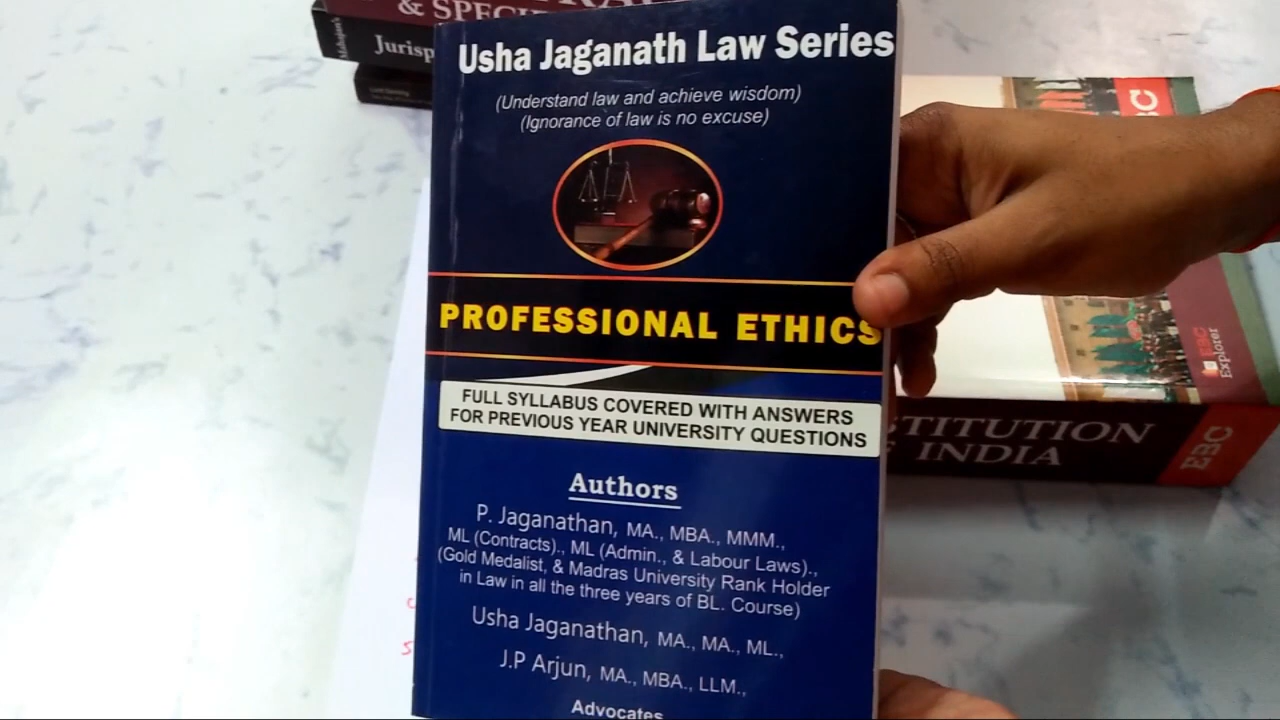 & SPECI
Mahajan's
Jurisp
Usha Jaganath Law Series
(Understand law and achieve wisdom)
(Ignorance of law is no excuse)
PROFESSIONAL ETHICS
FULL SYLLABUS COVERED WITH ANSWERS
FOR PREVIOUS YEAR UNIVERSITY QUESTIONS
Authors
P. Jaganathan, MA., MBA., MMM.,
ML (Contracts)., ML (Admin., & Labour Laws).,
(Gold Medalist, & Madras University Rank Holder
in Law in all the three years of BL. Course)
Usha Jaganathan, MA., MA., ML.,
J.P Arjun, MA., MBA., LLM.,
Advocates
BC
EBC
Explorer
TITUTION
INDIA
EBC